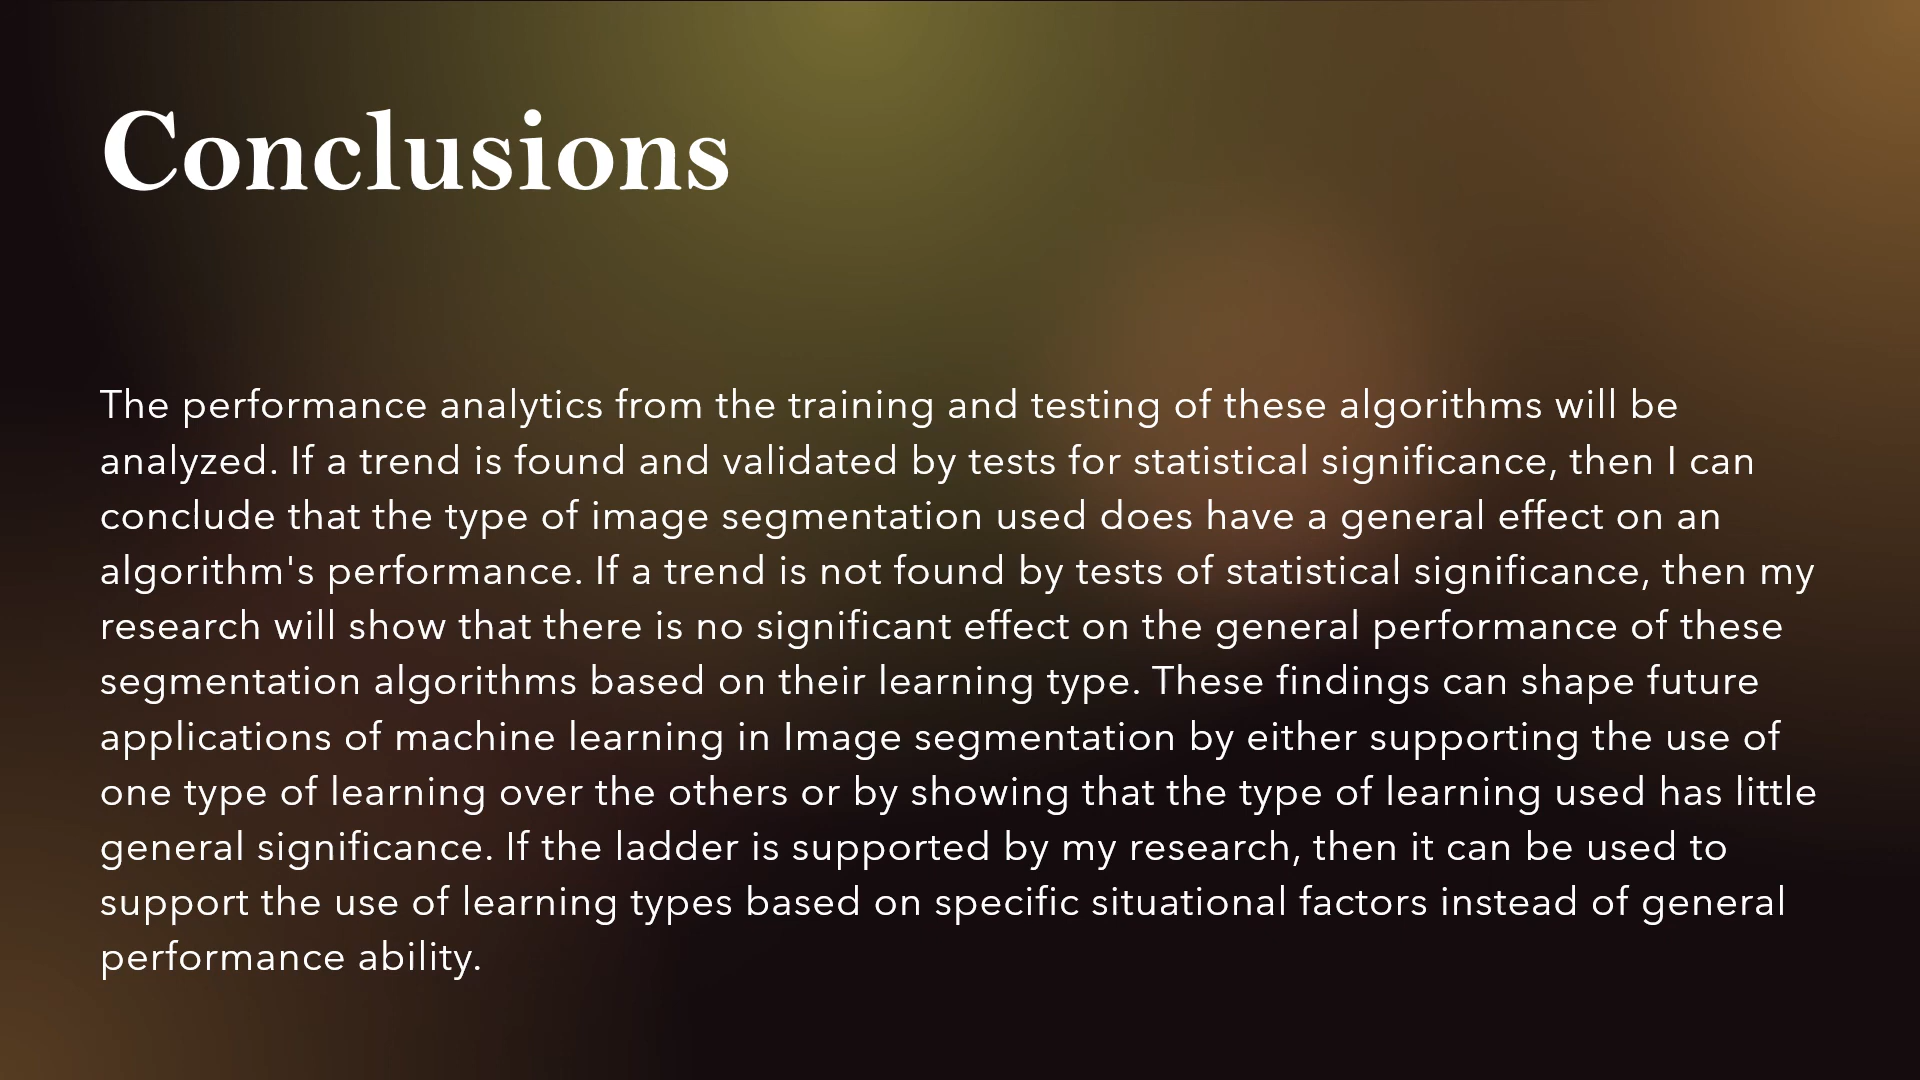 Conclusions
The performance analytics from the training and testing of these algorithms will be
analyzed. If a trend is found and validated by tests for statistical significance, then I can
conclude that the type of image segmentation used does have a general effect on an
algorithm's performance. If a trend is not found by tests of statistical significance, then my
research will show that there is no significant effect on the general performance of these
segmentation algorithms based on their learning type. These findings can shape future
applications of machine learning in Image segmentation by either supporting the use of
one type of learning over the others or by showing that the type of learning used has little
general significance. If the ladder is supported by my research, then it can be used to
support the use of learning types based on specific situational factors instead of general
performance ability.